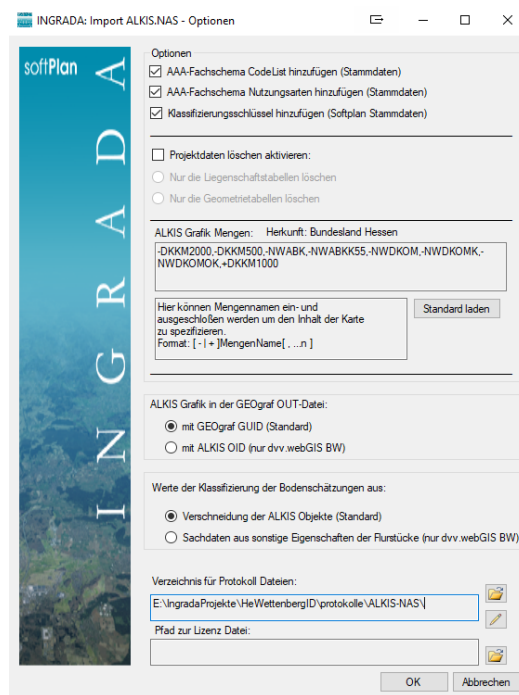 INGRADA: Import ALKIS.NAS - Optionen
softPlan
INGRADA
Optionen
AAA-Fachschema CodeList hinzufügen (Stammdaten)
AAA-Fachschema Nutzungsarten hinzufügen (Stammdaten)
Klassifizierungsschlüssel hinzufügen (Softplan Stammdaten)
Projektdaten löschen aktivieren:
Nur die Liegenschaftstabellen löschen
Nur die Geometrietabellen löschen
ALKIS Grafik Mengen: Herkunft: Bundesland Hessen
-DKKM2000,-DKKM500,-NWABK,-NWABKK55,-NWDKOM,-NWDKOMK,-
NWDKOMOK,+DKKM1000
Hier können Mengennamen ein- und
ausgeschloßen werden um den Inhalt der Karte
zu spezifizieren.
Format: [ - | + ]MengenName[ , ...n ]
Standard laden
ALKIS Grafik in der GEOgraf OUT-Datei:
mit GEOgraf GUID (Standard)
mit ALKIS OID (nur dvv.webGIS BW)
Werte der Klassifizierung der Bodenschätzungen aus:
Verschneidung der ALKIS Objekte (Standard)
Sachdaten aus sonstige Eigenschaften der Flurstücke (nur dvv.webGIS BW)
Verzeichnis für Protokoll Dateien:
E:\IngradaProjekte\HeWettenbergID\protokolle\ALKIS-NAS\
Pfad zur Lizenz Datei:
OK
Abbrechen